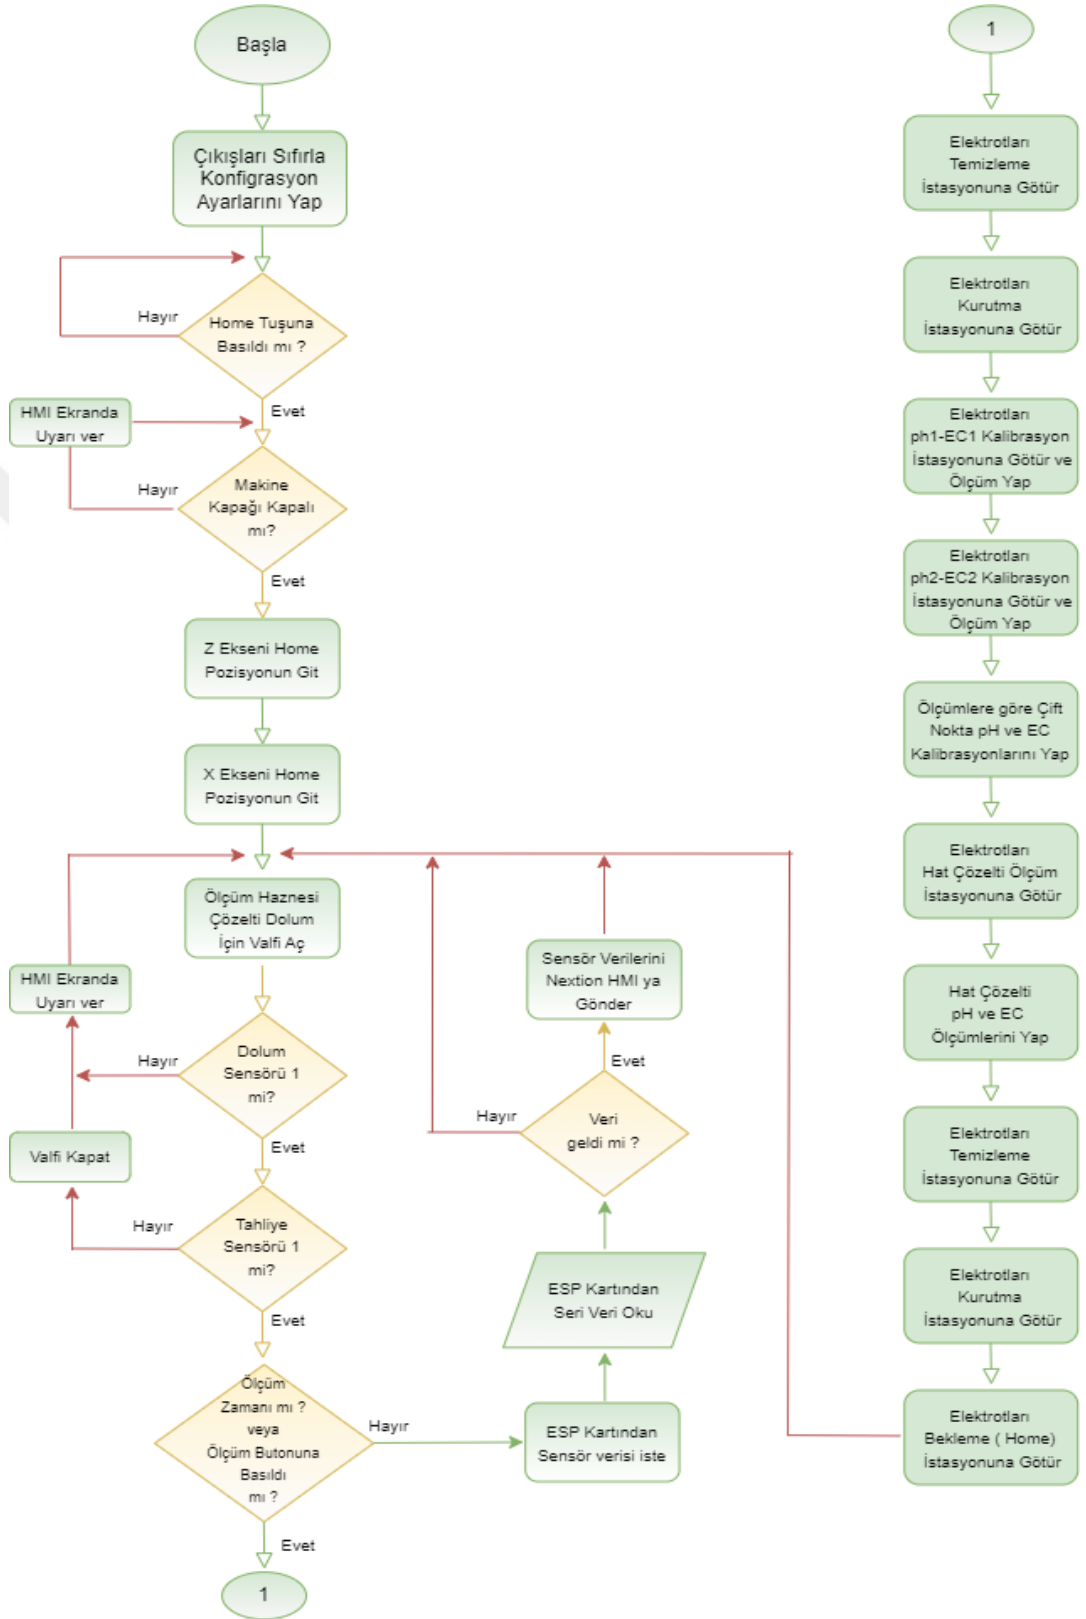 Başla
Çıkışları Sıfırla
Konfigrasyon
Ayarlarını Yap
Hayır
Home Tuşuna
Basıldı mı ?
Evet
HMI Ekranda
Uyarı ver
Hayır
Makine
Kapağı Kapalı
mı?
Evet
Z Ekseni Home
Pozisyonun Git
X Ekseni Home
Pozisyonun Git
Ölçüm Haznesi
Çözelti Dolum
İçin Valfi Aç
HMI Ekranda
Uyarı ver
Hayır
Dolum
Sensörü 1
mi?
Evet
Valfi Kapat
Hayır
Tahliye
Sensörü 1
mi?
Evet
Ölçüm
Zamanı mı ?
veya
Ölçüm Butonuna
Basıldı
mı ?
Hayır
Evet
1
Sensör Verilerini
Nextion HMI ya
Gönder
Evet
Hayır
Veri
geldi mi ?
ESP Kartından
Seri Veri Oku
ESP Kartından
Sensör verisi iste
1
Elektrotları
Temizleme
İstasyonuna Götür
Elektrotları
Kurutma
İstasyonuna Götür
Elektrotları
ph1-EC1 Kalibrasyon
İstasyonuna Götür ve
Ölçüm Yap
Elektrotları
ph2-EC2 Kalibrasyon
İstasyonuna Götür ve
Ölçüm Yap
Ölçümlere göre Çift
Nokta pH ve EC
Kalibrasyonlarını Yap
Elektrotları
Hat Çözelti Ölçüm
İstasyonuna Götür
Hat Çözelti
pH ve EC
Ölçümlerini Yap
Elektrotları
Temizleme
İstasyonuna Götür
Elektrotları
Kurutma
İstasyonuna Götür
Elektrotları
Bekleme ( Home)
İstasyonuna Götür